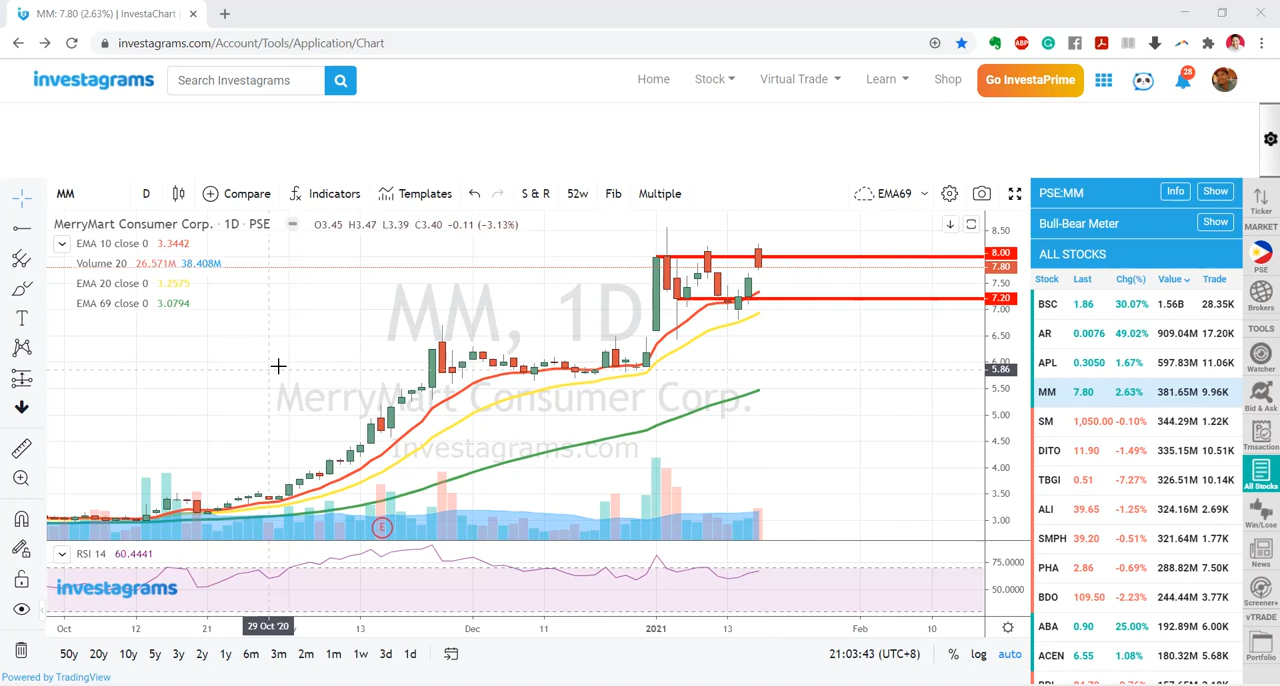 MM: 7.80 (2.63%) | InvestaChart
investagrams.com/Account/Tools/Application/Chart
investagrams Search Investagrams Home Stock Virtual Trade Learn Shop Go InvestaPrime 28
MM D Compare Indicators Templates S & R Fib 52w Multiple EMA69
MerryMart Consumer Corp. · 1D · PSE O3.45 H3.47 L3.39 C3.40 -0.11 (-3.13%)
EMA 10 close 0 3.3442
Volume 20 26.571M 38.408M
EMA 20 close 0 3.2575
EMA 69 close 0 3.0794
MM, 1D
MerryMart Consumer Corp.
investagrams.com
8.50
8.00
7.80
7.50
7.20
7.00
6.50
6.00
5.86
5.50
5.00
4.50
4.00
3.50
3.00
E
RSI 14 60.4441
75.0000
50.0000
investagrams
Oct 12 21 29 Oct '20 13 Dec 11 2021 13 Feb 10
50y 20y 10y 5y 3y 2y 1y 6m 3m 2m 1m 1w 3d 1d 21:03:43 (UTC+8) % log auto
Powered by TradingView
PSE:MM Info Show
Bull-Bear Meter Show
ALL STOCKS
Stock Last Chg(%) Value Trade
BSC 1.86 30.07% 1.56B 28.35K
AR 0.0076 49.02% 909.04M 17.20K
APL 0.3050 1.67% 597.83M 11.06K
MM 7.80 2.63% 381.65M 9.96K
SM 1,050.00 -0.10% 344.29M 1.22K
DITO 11.90 -1.49% 335.15M 10.51K
TBGI 0.51 -7.27% 326.51M 10.14K
ALI 39.65 -1.25% 324.16M 2.69K
SMPH 39.20 -0.51% 321.64M 1.77K
PHA 2.86 -0.69% 288.82M 7.50K
BDO 109.50 -2.23% 244.44M 3.77K
ABA 0.90 25.00% 192.89M 6.00K
ACEN 6.55 1.08% 180.32M 5.68K
Ticker
MARKET
PSE
Brokers
TOOLS
Watcher
Bid & Ask
Trnsaction
All Stocks
Win/Lose
News
Screener+
vTRADE
Portfolio